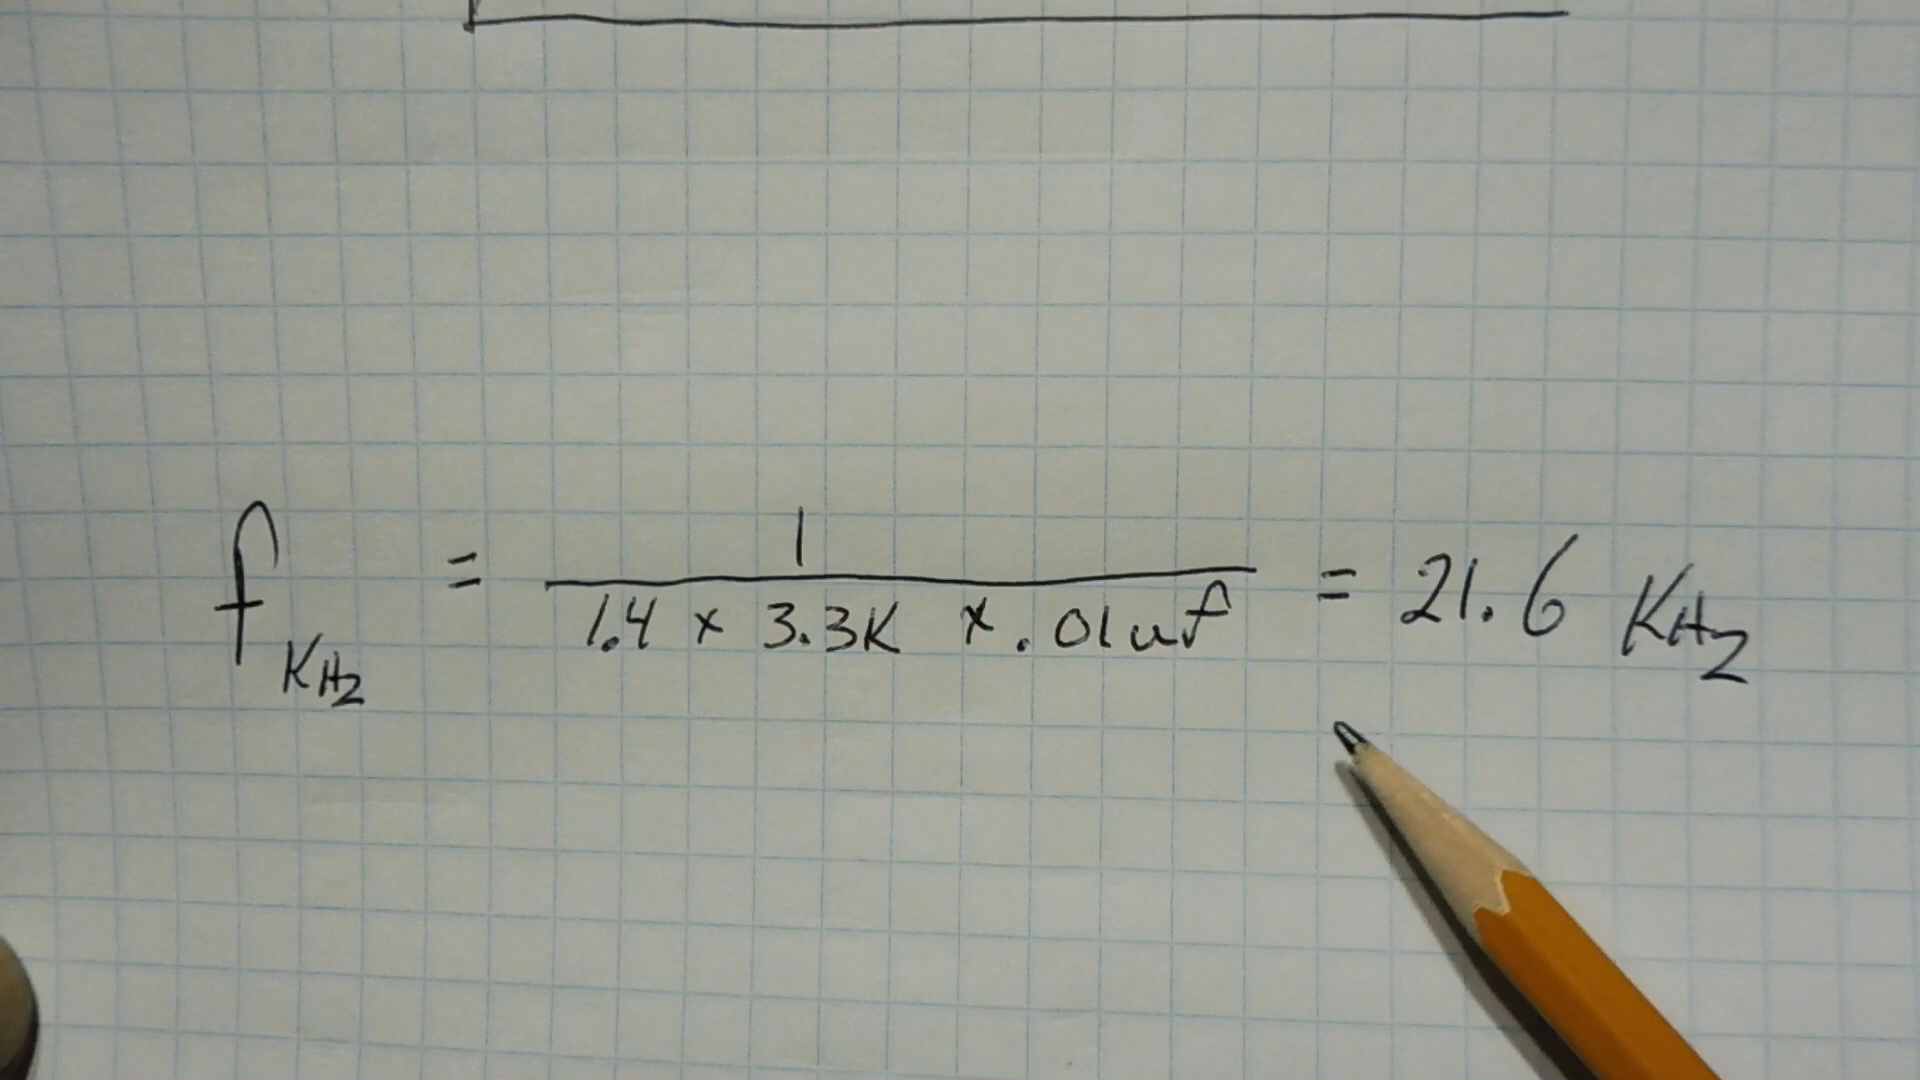 f KHz = 1 / 1.4 x 3.3K x .01uf = 21.6 KHz